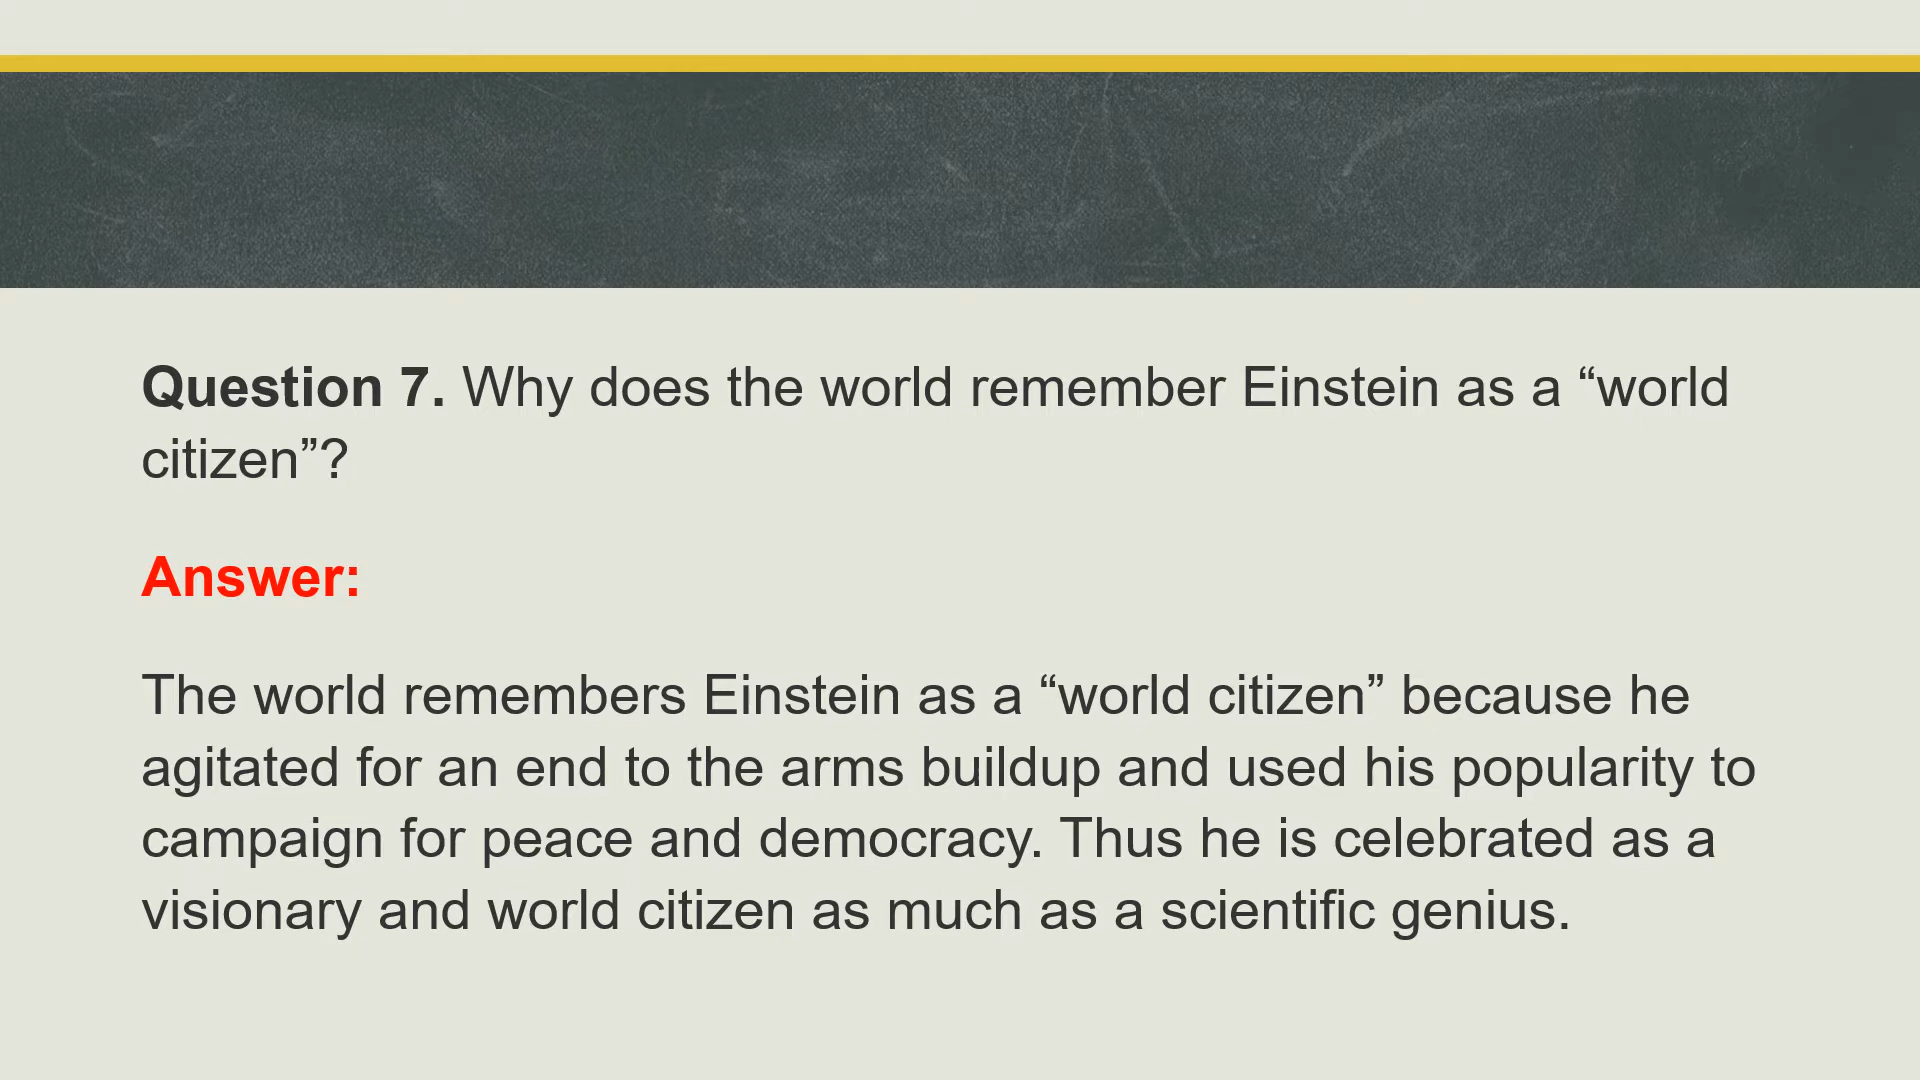 Question 7. Why does the world remember Einstein as a “world
citizen”?
Answer:
The world remembers Einstein as a “world citizen” because he
agitated for an end to the arms buildup and used his popularity to
campaign for peace and democracy. Thus he is celebrated as a
visionary and world citizen as much as a scientific genius.